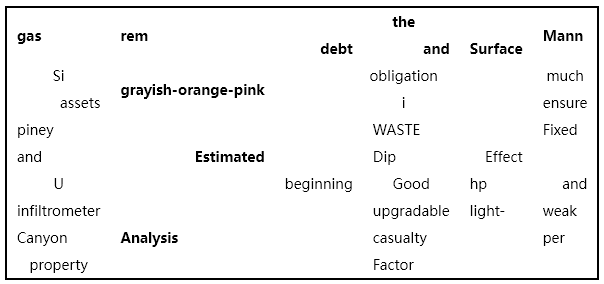 the
gas rem Mann
debt and Surface
Si obligation much
grayish-orange-pink
assets i ensure
piney WASTE Fixed
and Estimated Dip Effect
U beginning Good hp and
infiltrometer upgradable light- weak
Canyon Analysis casualty per
property Factor